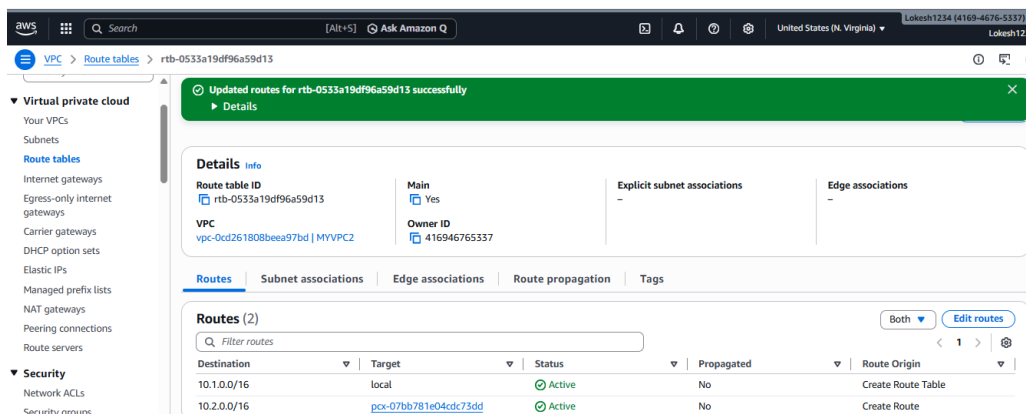 aws
Search [Alt+S] Ask Amazon Q United States (N. Virginia) Lokesh1234 (4169-4676-5337)
VPC > Route tables > rtb-0533a19df96a59d13
Virtual private cloud
Your VPCs
Subnets
Route tables
Internet gateways
Egress-only internet
gateways
Carrier gateways
DHCP option sets
Elastic IPs
Managed prefix lists
NAT gateways
Peering connections
Route servers
Security
Network ACLs
Security groups
Updated routes for rtb-0533a19df96a59d13 successfully
Details
Details Info
Route table ID
rtb-0533a19df96a59d13
Main
Yes
Explicit subnet associations
–
Edge associations
–
VPC
vpc-0cd261808beea97bd | MYVPC2
Owner ID
416946765337
Routes Subnet associations Edge associations Route propagation Tags
Routes (2)
Both Edit routes
Filter routes
< 1 >
Destination Target Status Propagated Route Origin
10.1.0.0/16 local Active No Create Route Table
10.2.0.0/16 pcx-07bb781e04cdc73dd Active No Create Route